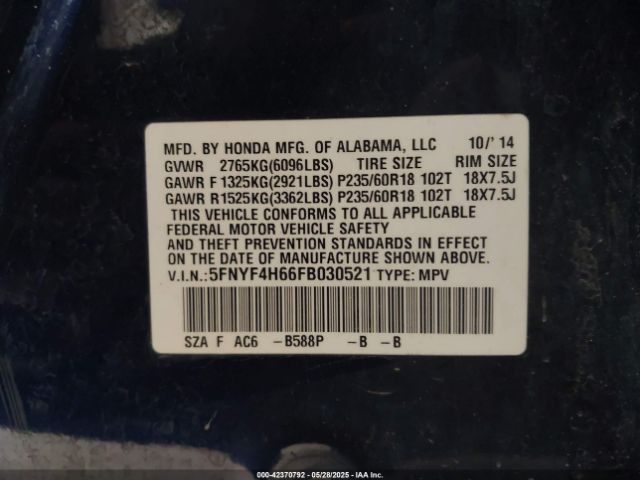 MFD. BY HONDA MFG. OF ALABAMA, LLC 10/'14
GVWR 2765KG(6096LBS) TIRE SIZE RIM SIZE
GAWR F 1325KG(2921LBS) P235/60R18 102T 18X7.5J
GAWR R1525KG(3362LBS) P235/60R18 102T 18X7.5J
THIS VEHICLE CONFORMS TO ALL APPLICABLE
FEDERAL MOTOR VEHICLE SAFETY
AND THEFT PREVENTION STANDARDS IN EFFECT
ON THE DATE OF MANUFACTURE SHOWN ABOVE.
V.I.N.: 5FNYF4H66FB030521 TYPE: MPV
SZA F AC6 -B588P -B -B
000-42370792 - 05/28/2025 - IAA Inc.